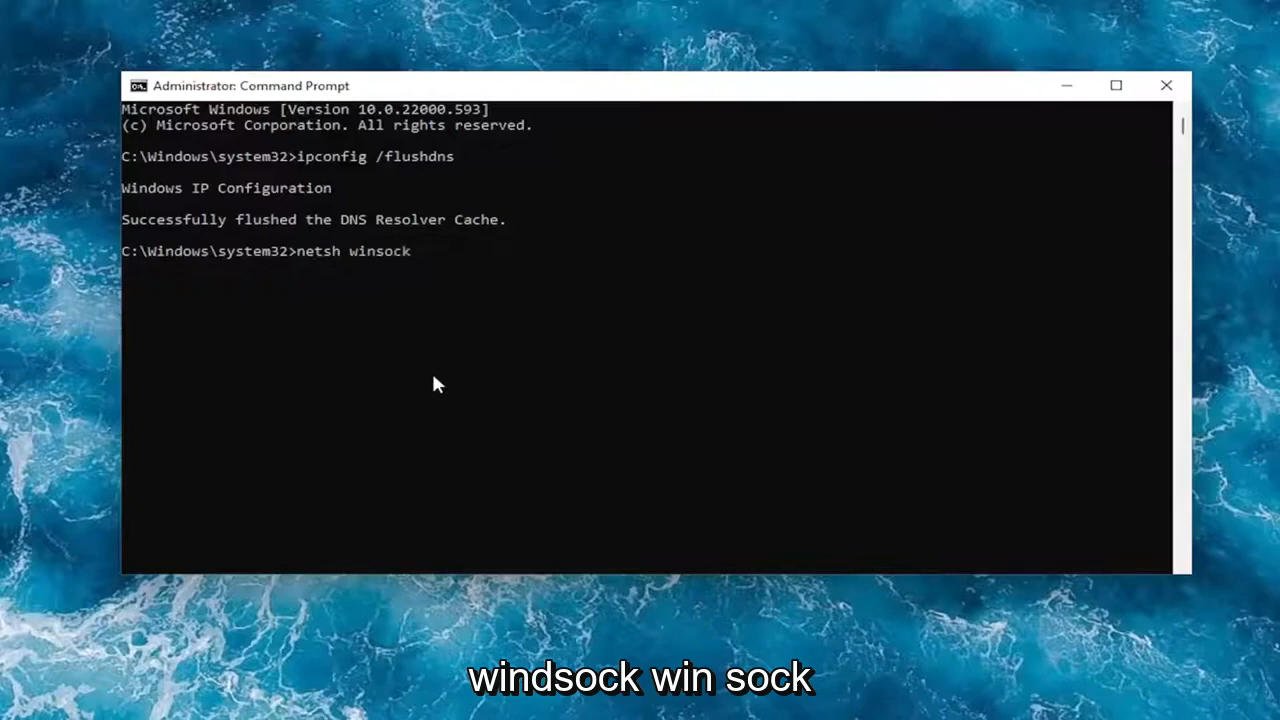 Administrator: Command Prompt
Microsoft Windows [Version 10.0.22000.593]
(c) Microsoft Corporation. All rights reserved.
C:\Windows\system32>ipconfig /flushdns
Windows IP Configuration
Successfully flushed the DNS Resolver Cache.
C:\Windows\system32>netsh winsock
windsock win sock